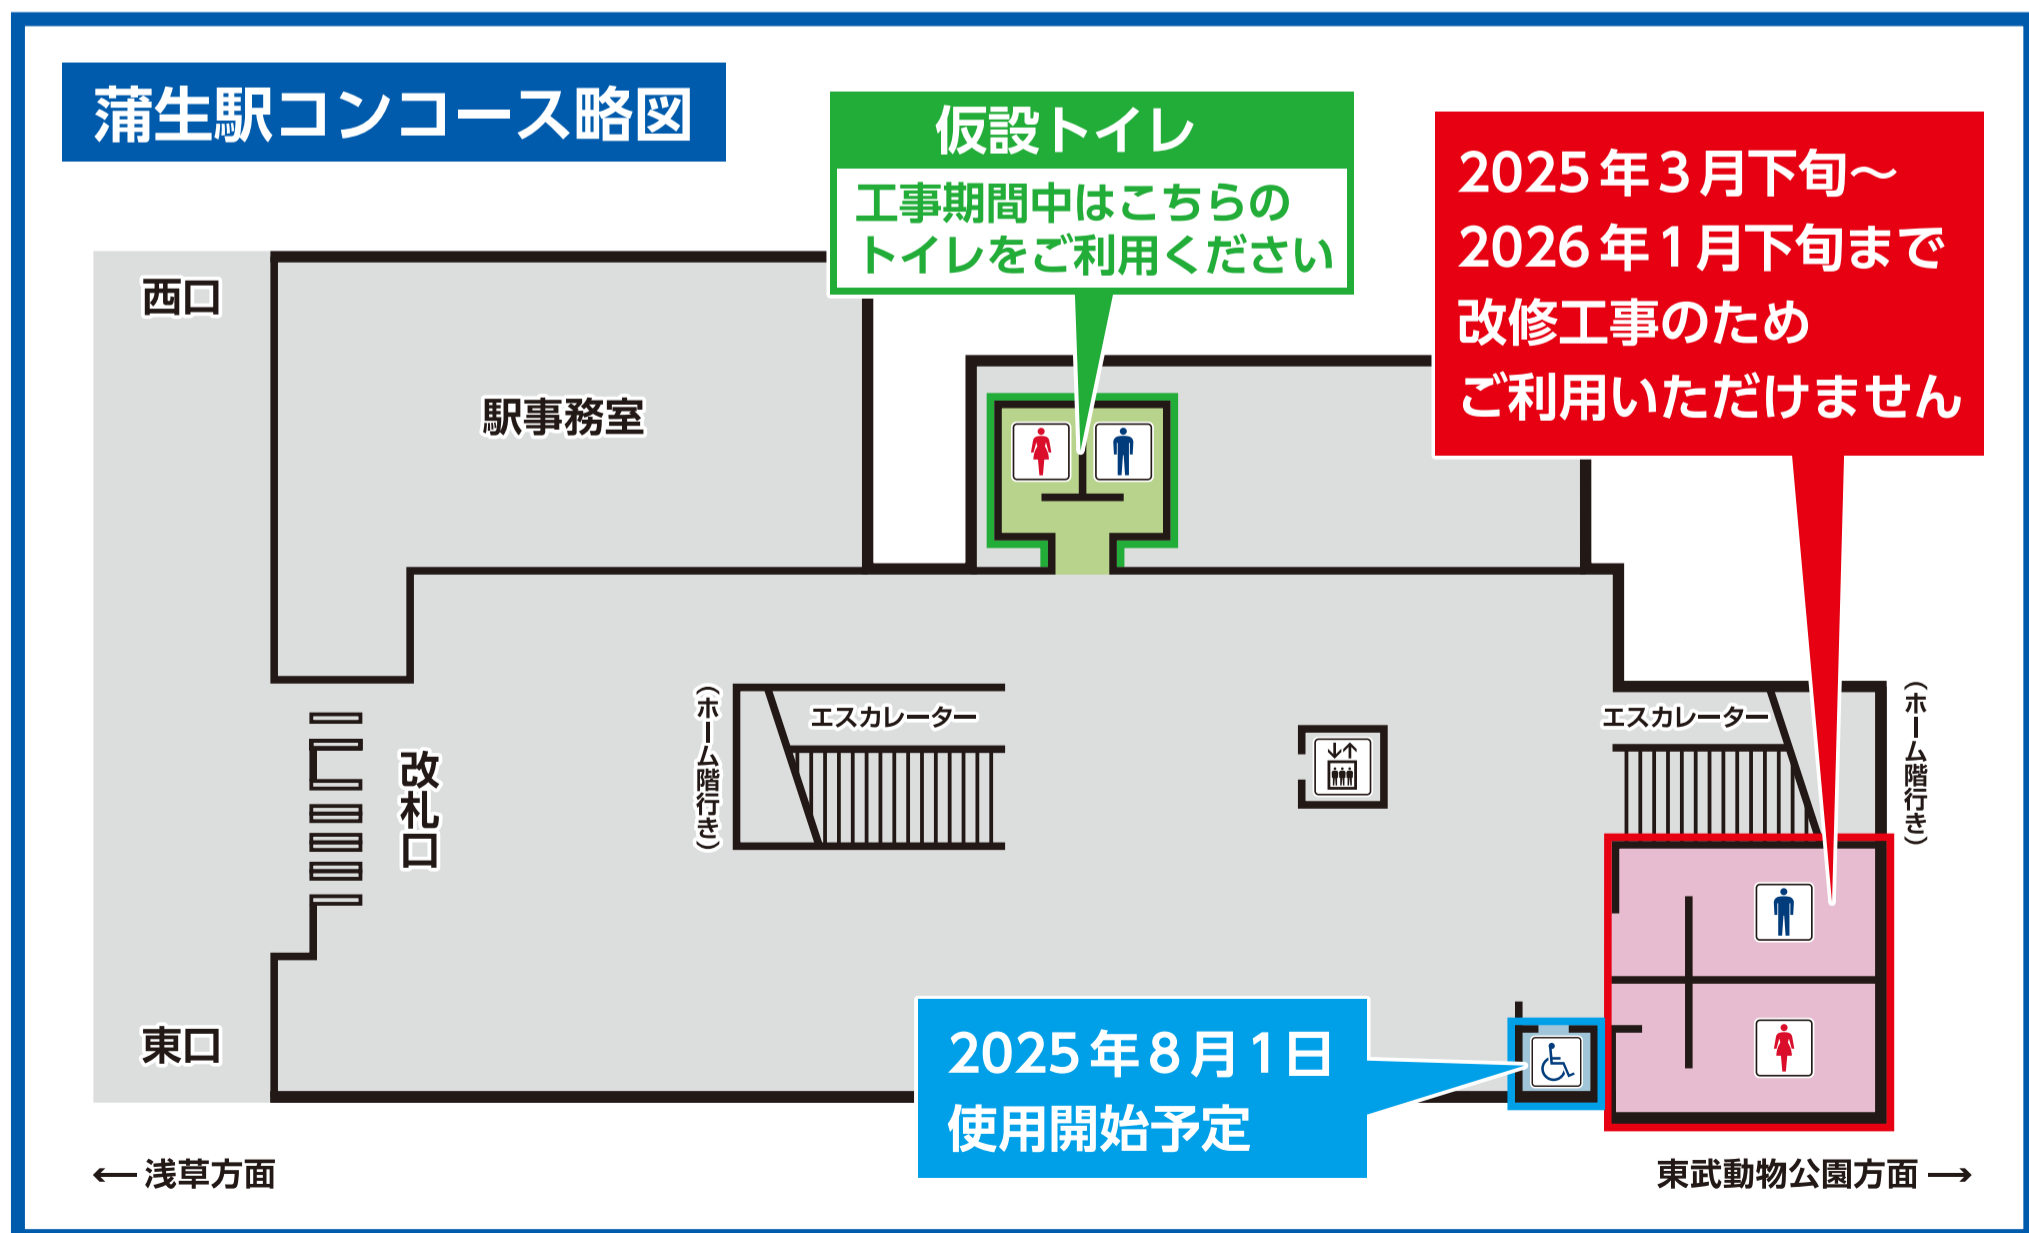 蒲生駅コンコース略図
仮設トイレ
工事期間中はこちらの
トイレをご利用ください
2025年3月下旬～
2026年1月下旬まで
改修工事のため
ご利用いただけません
西口
駅事務室
エスカレーター
(ホーム階行き)
エスカレーター
(ホーム階行き)
改札口
東口
2025年8月1日
使用開始予定
← 浅草方面
東武動物公園方面 →